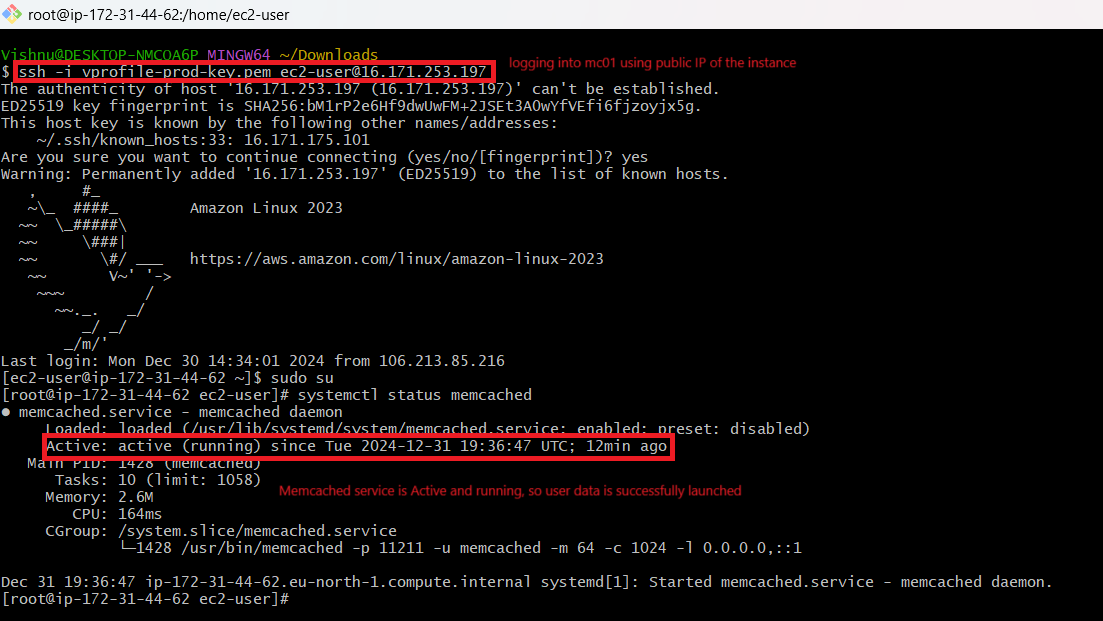 root@ip-172-31-44-62:/home/ec2-user
Vishnu@DESKTOP-NMCOA6P MINGW64 ~/Downloads
$ ssh -i vprofile-prod-key.pem ec2-user@16.171.253.197
logging into mc01 using public IP of the instance
The authenticity of host '16.171.253.197 (16.171.253.197)' can't be established.
ED25519 key fingerprint is SHA256:bM1rP2e6Hf9dwUwFM+2JSEt3AOwYfVEfi6fjzoyjx5g.
This host key is known by the following other names/addresses:
    ~/.ssh/known_hosts:33: 16.171.175.101
Are you sure you want to continue connecting (yes/no/[fingerprint])? yes
Warning: Permanently added '16.171.253.197' (ED25519) to the list of known hosts.
   ,     #_
   ~\_  ####_        Amazon Linux 2023
  ~~  \_#####\
  ~~     \###|
  ~~       \#/ ___   https://aws.amazon.com/linux/amazon-linux-2023
   ~~       V~' '->
    ~~~         /
      ~~._.   _/
         _/ _/
       _/m/'
Last login: Mon Dec 30 14:34:01 2024 from 106.213.85.216
[ec2-user@ip-172-31-44-62 ~]$ sudo su
[root@ip-172-31-44-62 ec2-user]# systemctl status memcached
● memcached.service - memcached daemon
     Loaded: loaded (/usr/lib/systemd/system/memcached.service; enabled; preset: disabled)
     Active: active (running) since Tue 2024-12-31 19:36:47 UTC; 12min ago
   Main PID: 1428 (memcached)
      Tasks: 10 (limit: 1058)
     Memory: 2.6M
Memcached service is Active and running, so user data is successfully launched
        CPU: 164ms
     CGroup: /system.slice/memcached.service
             └─1428 /usr/bin/memcached -p 11211 -u memcached -m 64 -c 1024 -l 0.0.0.0,::1
Dec 31 19:36:47 ip-172-31-44-62.eu-north-1.compute.internal systemd[1]: Started memcached.service - memcached daemon.
[root@ip-172-31-44-62 ec2-user]#